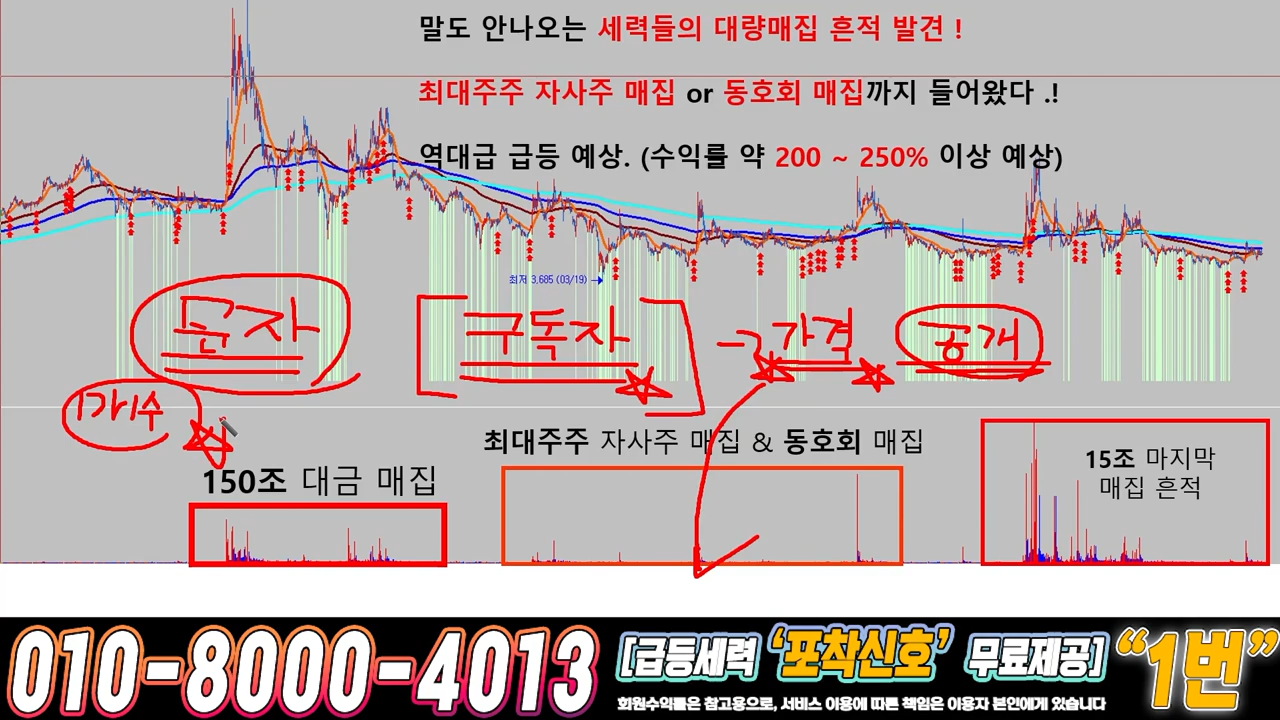 말도 안나오는 세력들의 대량매집 흔적 발견 !
최대주주 자사주 매집 or 동호회 매집까지 들어왔다 .!
역대급 급등 예상. (수익률 약 200 ~ 250% 이상 예상)
최저 3,685 (03/19) →
문자
구독자
가격
공개
최대주주 자사주 매집 & 동호회 매집
150조 대금 매집
15조 마지막
매집 흔적
010-8000-4013
[급등세력 ‘포착신호’ 무료제공] “1번”
회원수익률은 참고용으로, 서비스 이용에 따른 책임은 이용자 본인에게 있습니다